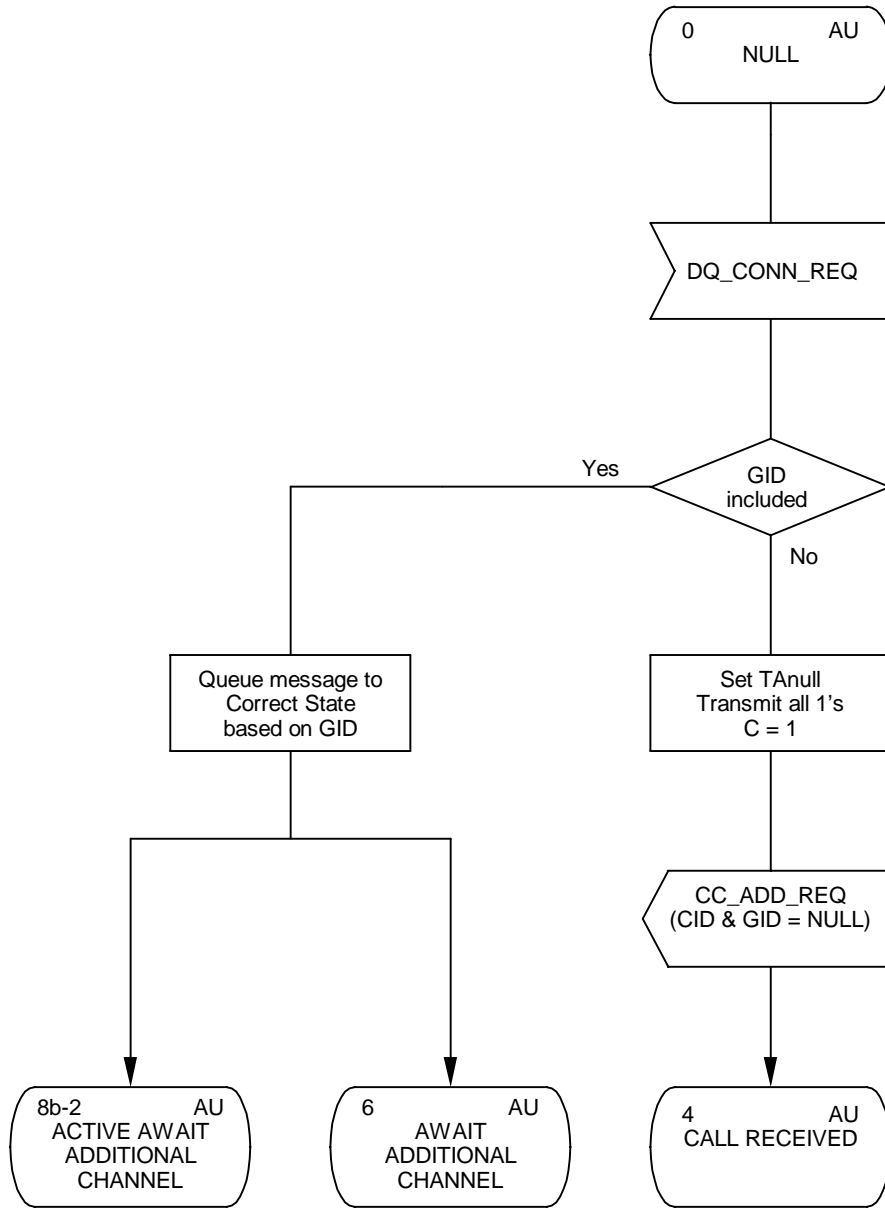 0 AU
NULL
DQ_CONN_REQ
Yes
GID
included
No
Queue message to
Correct State
based on GID
Set TAnull
Transmit all 1's
C = 1
CC_ADD_REQ
(CID & GID = NULL)
8b-2 AU
ACTIVE AWAIT
ADDITIONAL
CHANNEL
6 AU
AWAIT
ADDITIONAL
CHANNEL
4 AU
CALL RECEIVED